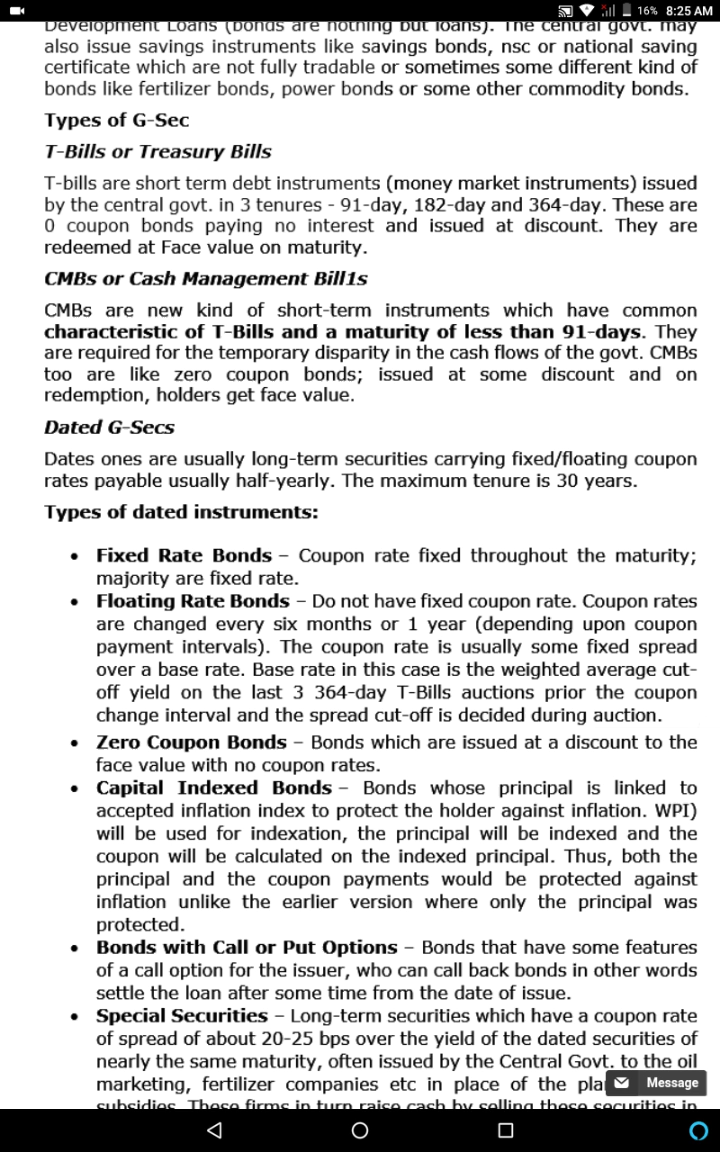 16% 8:25 AM
Development Loans (bonds are nothing but loans). The central govt. may
also issue savings instruments like savings bonds, nsc or national saving
certificate which are not fully tradable or sometimes some different kind of
bonds like fertilizer bonds, power bonds or some other commodity bonds.
Types of G-Sec
T-Bills or Treasury Bills
T-bills are short term debt instruments (money market instruments) issued
by the central govt. in 3 tenures - 91-day, 182-day and 364-day. These are
0 coupon bonds paying no interest and issued at discount. They are
redeemed at Face value on maturity.
CMBs or Cash Management Bill1s
CMBs are new kind of short-term instruments which have common
characteristic of T-Bills and a maturity of less than 91-days. They
are required for the temporary disparity in the cash flows of the govt. CMBs
too are like zero coupon bonds; issued at some discount and on
redemption, holders get face value.
Dated G-Secs
Dates ones are usually long-term securities carrying fixed/floating coupon
rates payable usually half-yearly. The maximum tenure is 30 years.
Types of dated instruments:
• Fixed Rate Bonds – Coupon rate fixed throughout the maturity;
majority are fixed rate.
• Floating Rate Bonds – Do not have fixed coupon rate. Coupon rates
are changed every six months or 1 year (depending upon coupon
payment intervals). The coupon rate is usually some fixed spread
over a base rate. Base rate in this case is the weighted average cut-
off yield on the last 3 364-day T-Bills auctions prior the coupon
change interval and the spread cut-off is decided during auction.
• Zero Coupon Bonds – Bonds which are issued at a discount to the
face value with no coupon rates.
• Capital Indexed Bonds – Bonds whose principal is linked to
accepted inflation index to protect the holder against inflation. WPI)
will be used for indexation, the principal will be indexed and the
coupon will be calculated on the indexed principal. Thus, both the
principal and the coupon payments would be protected against
inflation unlike the earlier version where only the principal was
protected.
• Bonds with Call or Put Options – Bonds that have some features
of a call option for the issuer, who can call back bonds in other words
settle the loan after some time from the date of issue.
• Special Securities – Long-term securities which have a coupon rate
of spread of about 20-25 bps over the yield of the dated securities of
nearly the same maturity, often issued by the Central Govt. to the oil
marketing, fertilizer companies etc in place of the
Message
subsidies. These firms in turn raise cash by selling these securities in